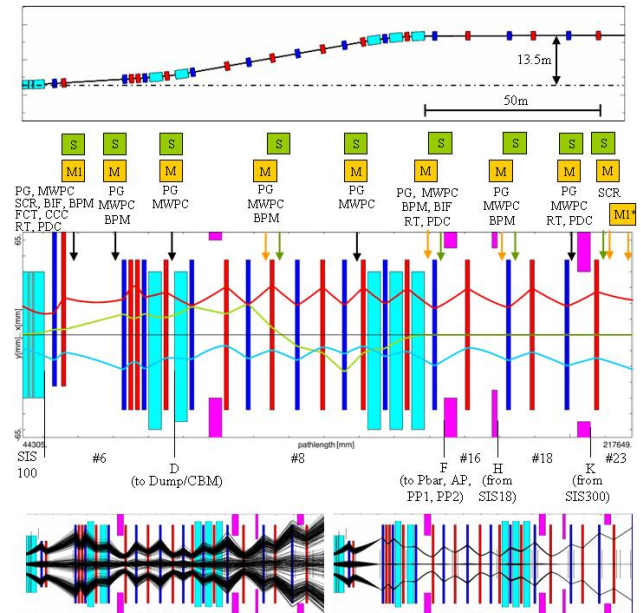 13.5m
50m
S S S S S S S S
M1 M M M M M M M
PG, MWPC
SCR, BIF, BPM
FCT, CCC
RT, PDC
PG
MWPC
BPM
PG
MWPC
PG
MWPC
BPM
PG
MWPC
PG, MWPC
BPM, BIF
RT, PDC
PG
MWPC
BPM
PG
MWPC
RT, PDC
SCR
M1*
65.
y[mm] x[mm]
-65.
44305. pathlength [mm] 217649.
SIS
100
#6
D
(to Dump/CBM)
#8
F
(to Pbar, AP,
PP1, PP2)
#16
H
(from
SIS18)
#18
K
(from
SIS300)
#23